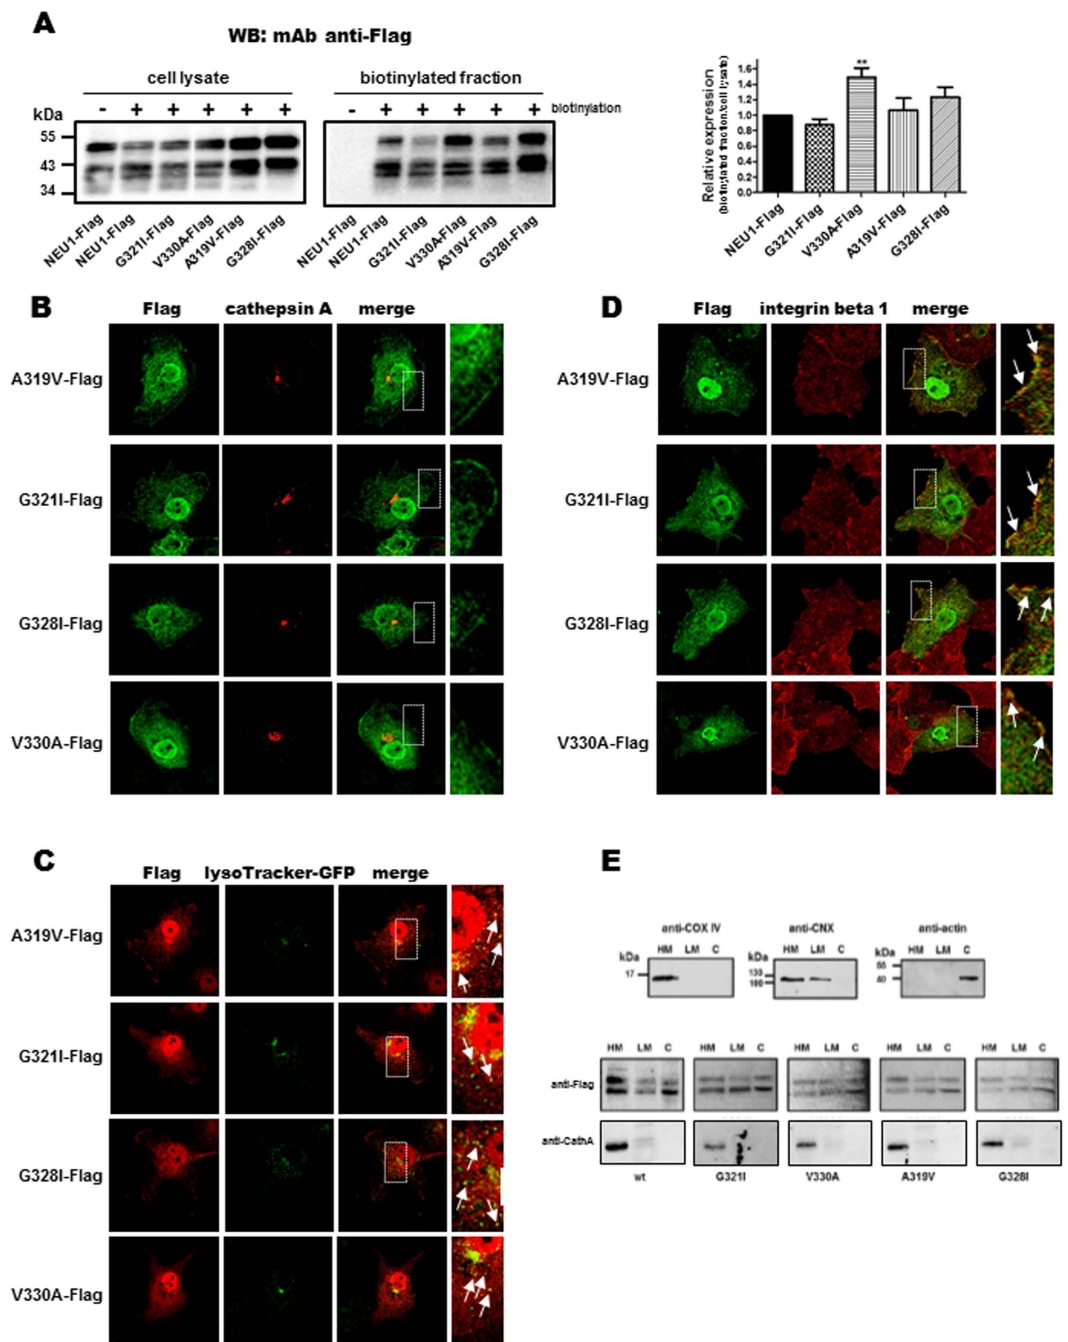 A
WB: mAb anti-Flag
cell lysate
biotinylated fraction
kDa
- + + + + +
- + + + + +
biotinylation
55
43
34
NEU1-Flag
NEU1-Flag
G321I-Flag
V330A-Flag
A319V-Flag
G328I-Flag
NEU1-Flag
NEU1-Flag
G321I-Flag
V330A-Flag
A319V-Flag
G328I-Flag
Relative expression
(biotinylated fraction/cell lysate)
1.6
1.4
1.2
1.0
0.8
0.6
0.4
0.2
0.0
**
NEU1-Flag
G321I-Flag
V330A-Flag
A319V-Flag
G328I-Flag
B
Flag cathepsin A merge
A319V-Flag
G321I-Flag
G328I-Flag
V330A-Flag
D
Flag integrin beta 1 merge
A319V-Flag
G321I-Flag
G328I-Flag
V330A-Flag
C
Flag lysoTracker-GFP merge
A319V-Flag
G321I-Flag
G328I-Flag
V330A-Flag
E
anti-COX IV
HM LM C
kDa
17
anti-CNX
HM LM C
kDa
130
100
anti-actin
HM LM C
kDa
55
40
HM LM C
HM LM C
HM LM C
HM LM C
HM LM C
anti-Flag
anti-CathA
wt
G321I
V330A
A319V
G328I